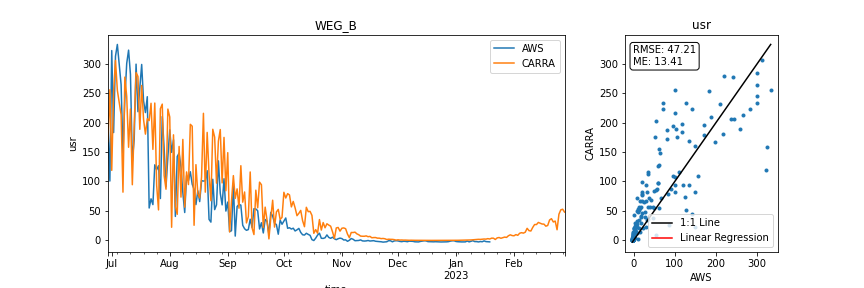 WEG_B
usr
AWS
CARRA
usr
350
300
250
200
150
100
50
0
Jul
Aug
Sep
Oct
Nov
Dec
Jan
2023
Feb
time
usr
RMSE: 47.21
ME: 13.41
CARRA
300
250
200
150
100
50
0
1:1 Line
Linear Regression
0
100
200
300
AWS